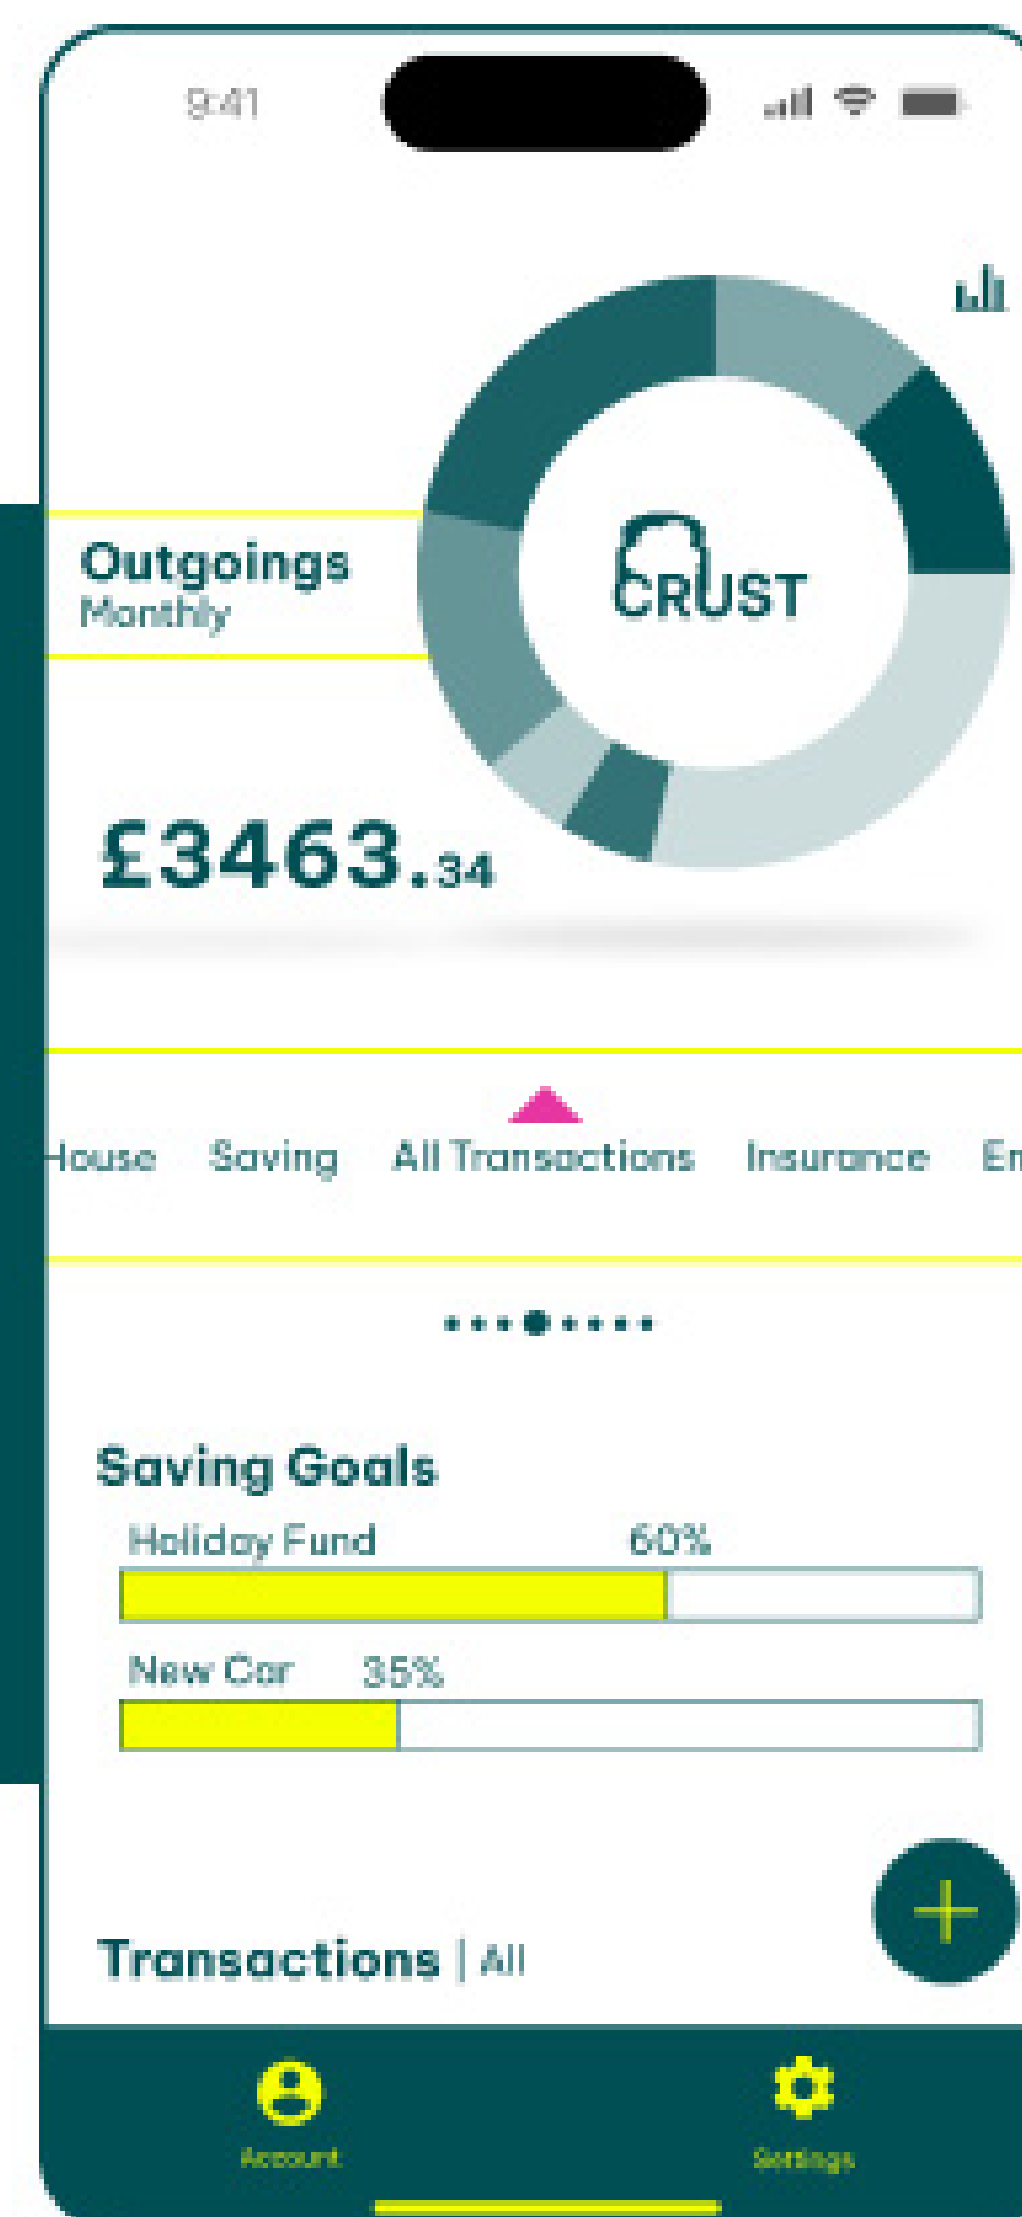 9:41
CRUST
Outgoings
Monthly
£3463.34
House Saving All Transactions Insurance En
Saving Goals
Holiday Fund 60%
New Car 35%
Transactions | All
Account Settings